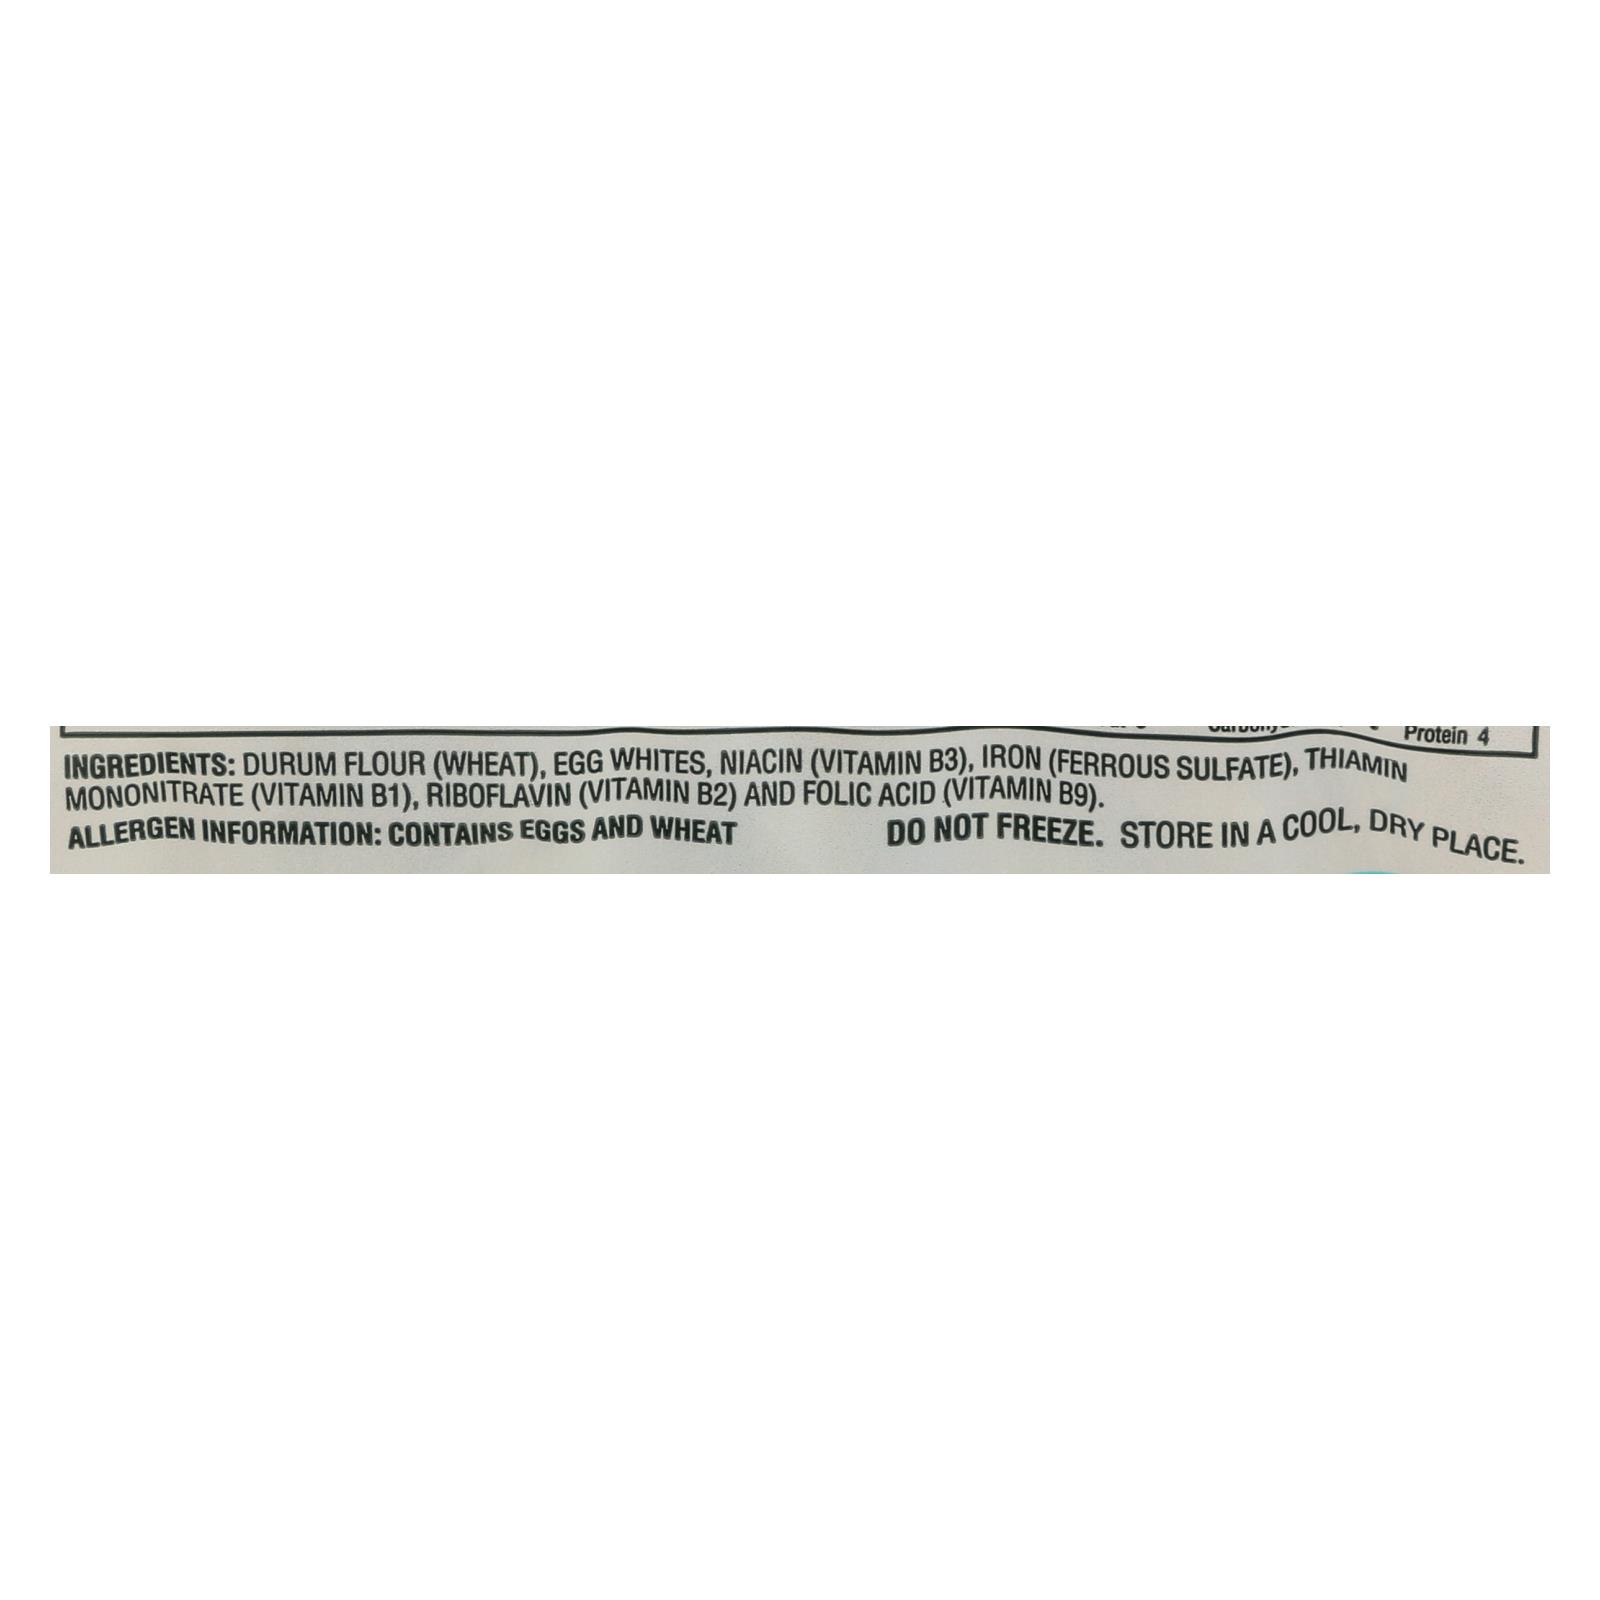 Protein 4
INGREDIENTS: DURUM FLOUR (WHEAT), EGG WHITES, NIACIN (VITAMIN B3), IRON (FERROUS SULFATE), THIAMIN
MONONITRATE (VITAMIN B1), RIBOFLAVIN (VITAMIN B2) AND FOLIC ACID (VITAMIN B9).
ALLERGEN INFORMATION: CONTAINS EGGS AND WHEAT DO NOT FREEZE. STORE IN A COOL, DRY PLACE.